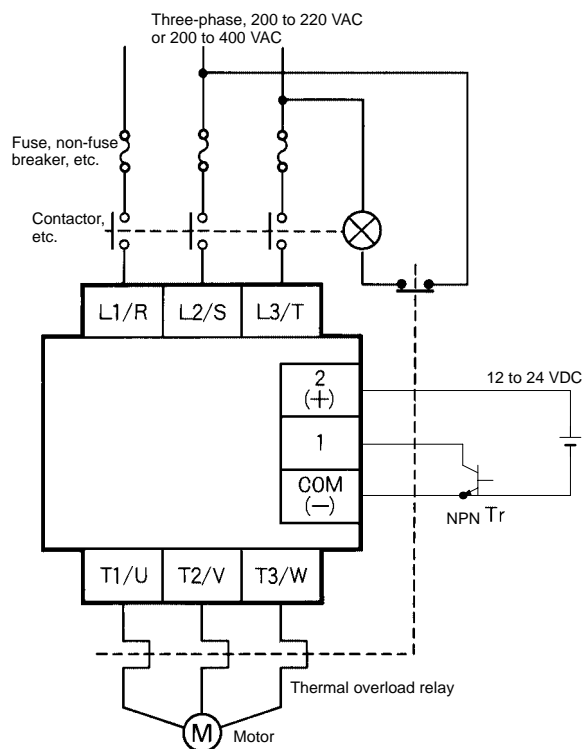 Three-phase, 200 to 220 VAC
or 200 to 400 VAC
Fuse, non-fuse
breaker, etc.
Contactor,
etc.
L1/R
L2/S
L3/T
2
(+)
12 to 24 VDC
1
COM
(−)
NPN Tr
T1/U
T2/V
T3/W
Thermal overload relay
M
Motor